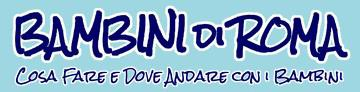 BAMBINI DI ROMA
COSA FARE E DOVE ANDARE CON I BAMBINI